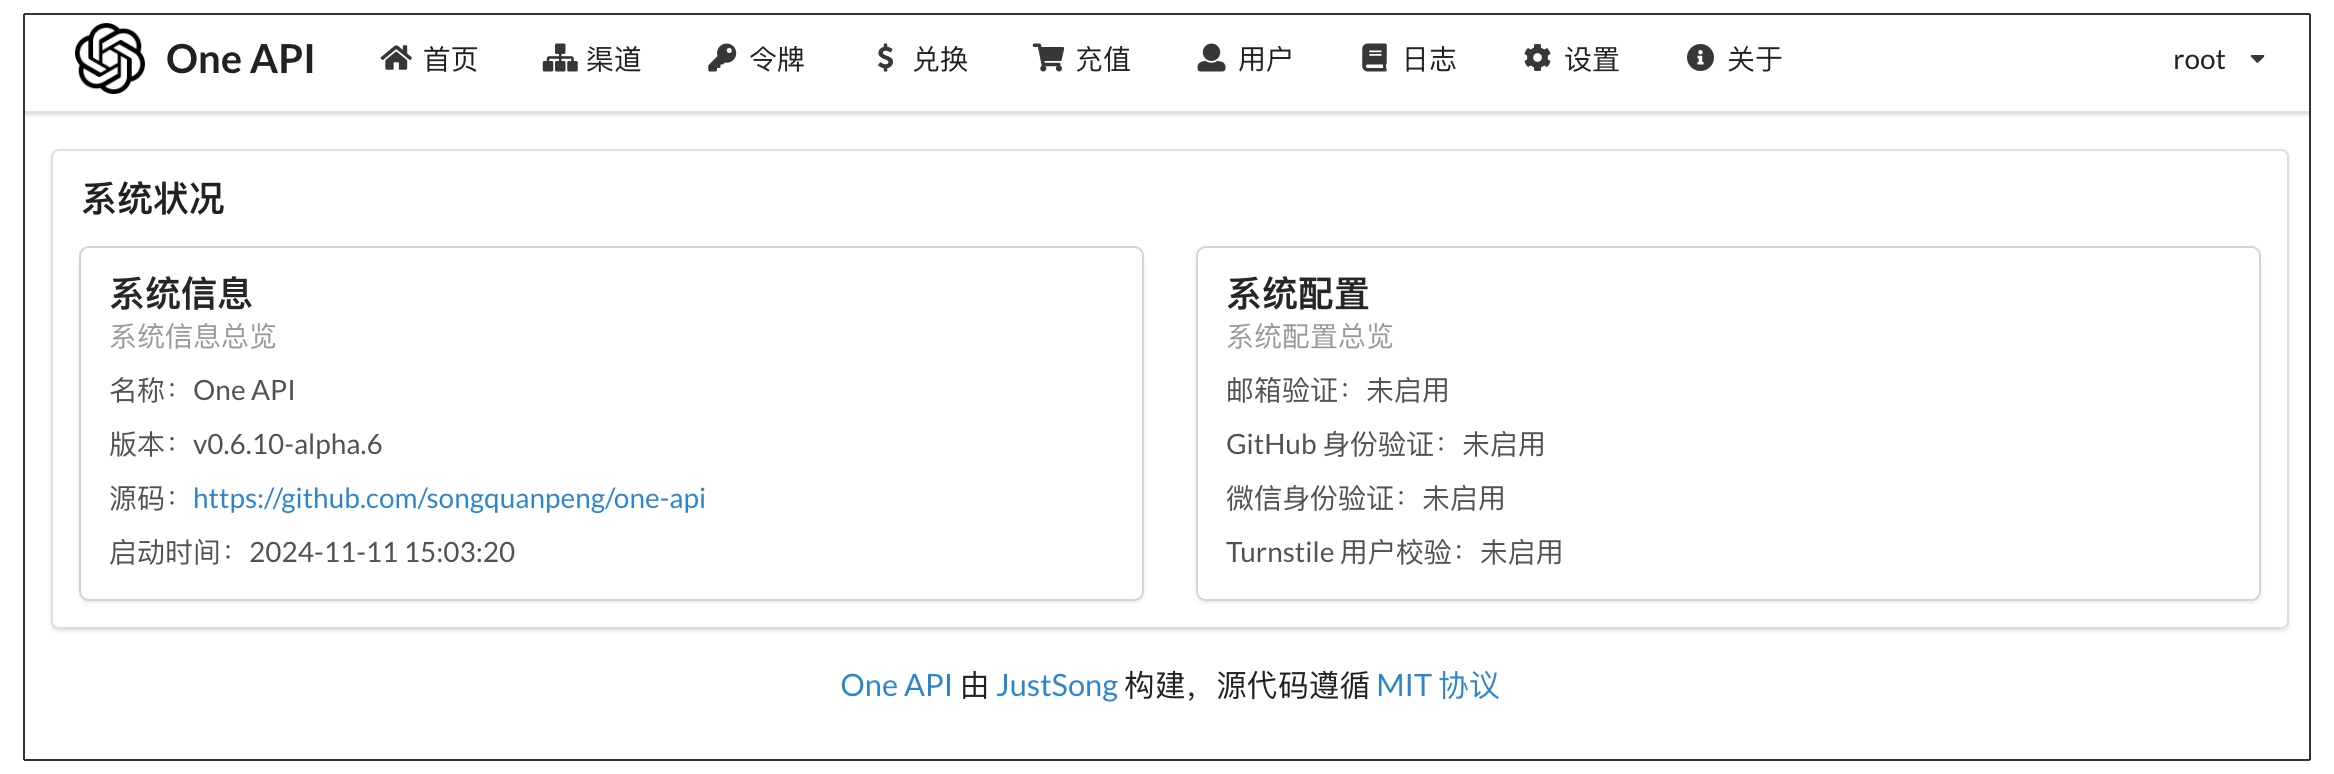 One API 首页 渠道 令牌 兑换 充值 用户 日志 设置 关于 root
系统状况
系统信息
系统信息总览
名称：One API
版本：v0.6.10-alpha.6
源码：https://github.com/songquanpeng/one-api
启动时间：2024-11-11 15:03:20
系统配置
系统配置总览
邮箱验证：未启用
GitHub 身份验证：未启用
微信身份验证：未启用
Turnstile 用户校验：未启用
One API 由 JustSong 构建，源代码遵循 MIT 协议